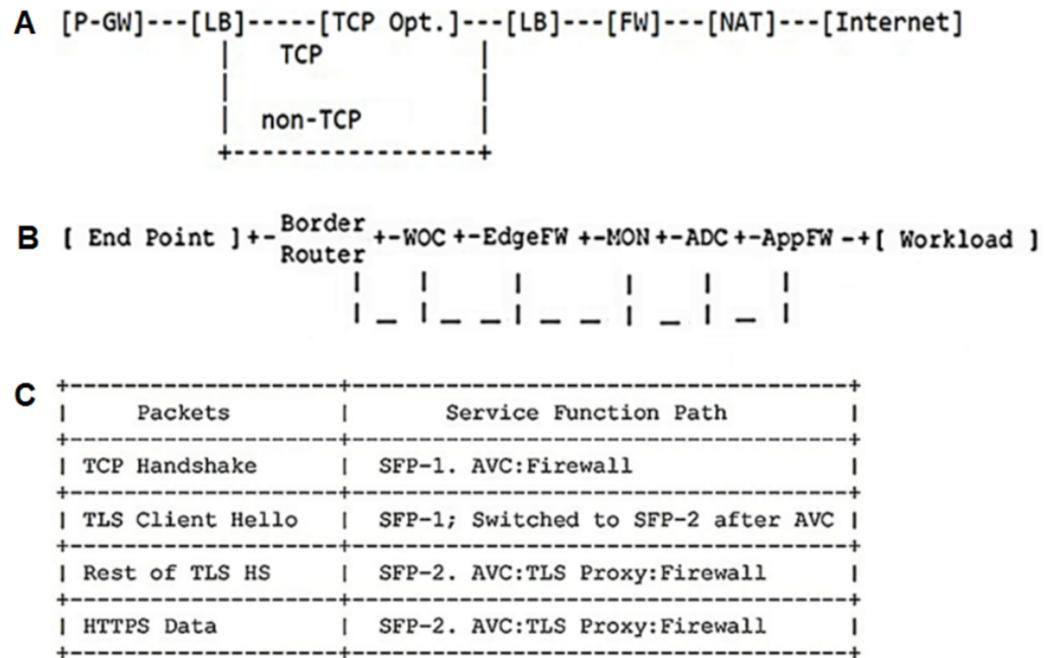 A [P-GW]---[LB]-----[TCP Opt.]---[LB]---[FW]---[NAT]---[Internet]
| TCP |
| |
| non-TCP |
+-----------------+
B [ End Point ]+- Border Router +-WOC +-EdgeFW +-MON +-ADC +-AppFW -+[ Workload ]
| | | | | |
| _ | _ _ | _ _ | _ | _ |
C
+--------------------+--------------------------------------+
| Packets | Service Function Path |
+--------------------+--------------------------------------+
| TCP Handshake | SFP-1. AVC:Firewall |
+--------------------+--------------------------------------+
| TLS Client Hello | SFP-1; Switched to SFP-2 after AVC |
+--------------------+--------------------------------------+
| Rest of TLS HS | SFP-2. AVC:TLS Proxy:Firewall |
+--------------------+--------------------------------------+
| HTTPS Data | SFP-2. AVC:TLS Proxy:Firewall |
+--------------------+--------------------------------------+